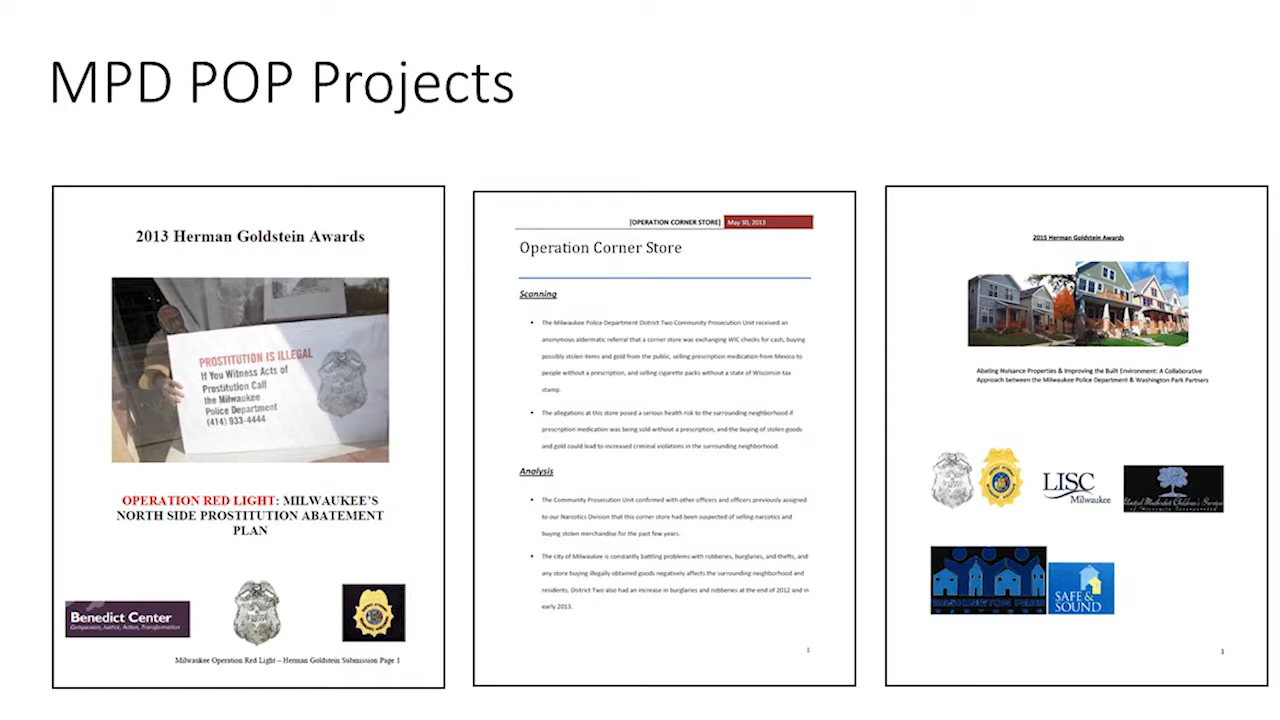 MPD POP Projects
2013 Herman Goldstein Awards
PROSTITUTION IS ILLEGAL
If You Witness Acts of
Prostitution Call
the Milwaukee
Police Department
(414) 933-4444
OPERATION RED LIGHT: MILWAUKEE'S
NORTH SIDE PROSTITUTION ABATEMENT
PLAN
Benedict Center
Compassion, Justice, Action, Transformation
Milwaukee Operation Red Light – Herman Goldstein Submission Page 1
[OPERATION CORNER STORE] May 30, 2013
Operation Corner Store
Scanning
• The Milwaukee Police Department District Two Community Prosecution Unit received an
anonymous aldermatic referral that a corner store was exchanging WIC checks for cash, buying
possibly stolen items and gold from the public, selling prescription medication from Mexico to
people without a prescription, and selling cigarette packs without a state of Wisconsin tax
stamp.
• The allegations at this store posed a serious health risk to the surrounding neighborhood if
prescription medication was being sold without a prescription, and the buying of stolen goods
and gold could lead to increased criminal violations in the surrounding neighborhood.
Analysis
• The Community Prosecution Unit confirmed with other officers and officers previously assigned
to our Narcotics Division that this corner store had been suspected of selling narcotics and
buying stolen merchandise for the past few years.
• The city of Milwaukee is constantly battling problems with robberies, burglaries, and thefts, and
any store buying illegally obtained goods negatively affects the surrounding neighborhood and
residents. District Two also had an increase in burglaries and robberies at the end of 2012 and in
early 2013.
1
2015 Herman Goldstein Awards
Abating Nuisance Properties & Improving the Built Environment: A Collaborative
Approach between the Milwaukee Police Department & Washington Park Partners
LISC
Milwaukee
United Methodist Children's Services
of Wisconsin Incorporated
WASHINGTON PARK
SAFE &
SOUND
1